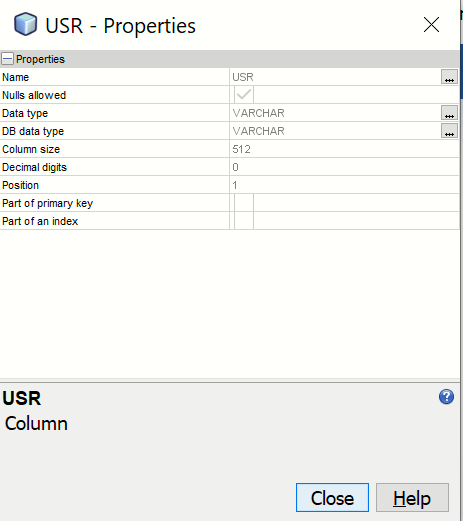 USR - Properties
Properties
Name USR ...
Nulls allowed
Data type VARCHAR ...
DB data type VARCHAR ...
Column size 512
Decimal digits 0
Position 1
Part of primary key
Part of an index
USR ?
Column
Close Help